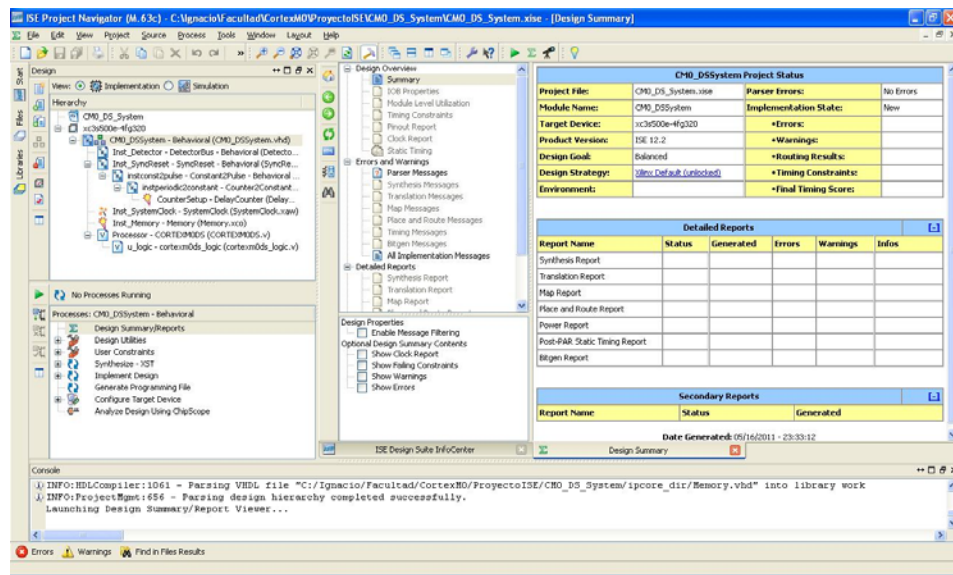 ISE Project Navigator (M.63c) - C:\Ignacio\Facultad\CortexM0\ProyectoISE\CM0_DS_System\CM0_DS_System.xise - [Design Summary]
File Edit View Project Source Process Tools Window Layout Help
Start
Files
Libraries
Design
View: Implementation Simulation
Hierarchy
CM0_DS_System
xc3s500e-4fg320
CM0_DSSystem - Behavioral (CM0_DSSystem.vhd)
Inst_Detector - DetectorBus - Behavioral (Detecto...
Inst_SyncReset - SyncReset - Behavioral (SyncRe...
instconst2pulse - Constant2Pulse - Behavioral ...
instperiodic2constant - Counter2Constant...
CounterSetup - DelayCounter (Delay...
Inst_SystemClock - SystemClock (SystemClock.xaw)
Inst_Memory - Memory (Memory.xco)
Processor - CORTEXM0DS (CORTEXM0DS.v)
u_logic - cortexm0ds_logic (cortexm0ds_logic.v)
No Processes Running
Processes: CM0_DSSystem - Behavioral
Design Summary/Reports
Design Utilities
User Constraints
Synthesize - XST
Implement Design
Generate Programming File
Configure Target Device
Analyze Design Using ChipScope
Design Overview
Summary
IOB Properties
Module Level Utilization
Timing Constraints
Pinout Report
Clock Report
Static Timing
Errors and Warnings
Parser Messages
Synthesis Messages
Translation Messages
Map Messages
Place and Route Messages
Timing Messages
Bitgen Messages
All Implementation Messages
Detailed Reports
Synthesis Report
Translation Report
Map Report
Design Properties
Enable Message Filtering
Optional Design Summary Contents
Show Clock Report
Show Failing Constraints
Show Warnings
Show Errors
CM0_DSSystem Project Status
Project File: CM0_DS_System.xise Parser Errors: No Errors
Module Name: CM0_DSSystem Implementation State: New
Target Device: xc3s500e-4fg320 •Errors:
Product Version: ISE 12.2 •Warnings:
Design Goal: Balanced •Routing Results:
Design Strategy: Xilinx Default (unlocked) •Timing Constraints:
Environment: •Final Timing Score:
Detailed Reports [-]
Report Name Status Generated Errors Warnings Infos
Synthesis Report
Translation Report
Map Report
Place and Route Report
Power Report
Post-PAR Static Timing Report
Bitgen Report
Secondary Reports [-]
Report Name Status Generated
Date Generated: 05/16/2011 - 23:33:12
ISE Design Suite InfoCenter
Design Summary
Console
INFO:HDLCompiler:1061 - Parsing VHDL file "C:/Ignacio/Facultad/CortexM0/ProyectoISE/CM0_DS_System/ipcore_dir/Memory.vhd" into library work
INFO:ProjectMgmt:656 - Parsing design hierarchy completed successfully.
Launching Design Summary/Report Viewer...
Errors Warnings Find in Files Results